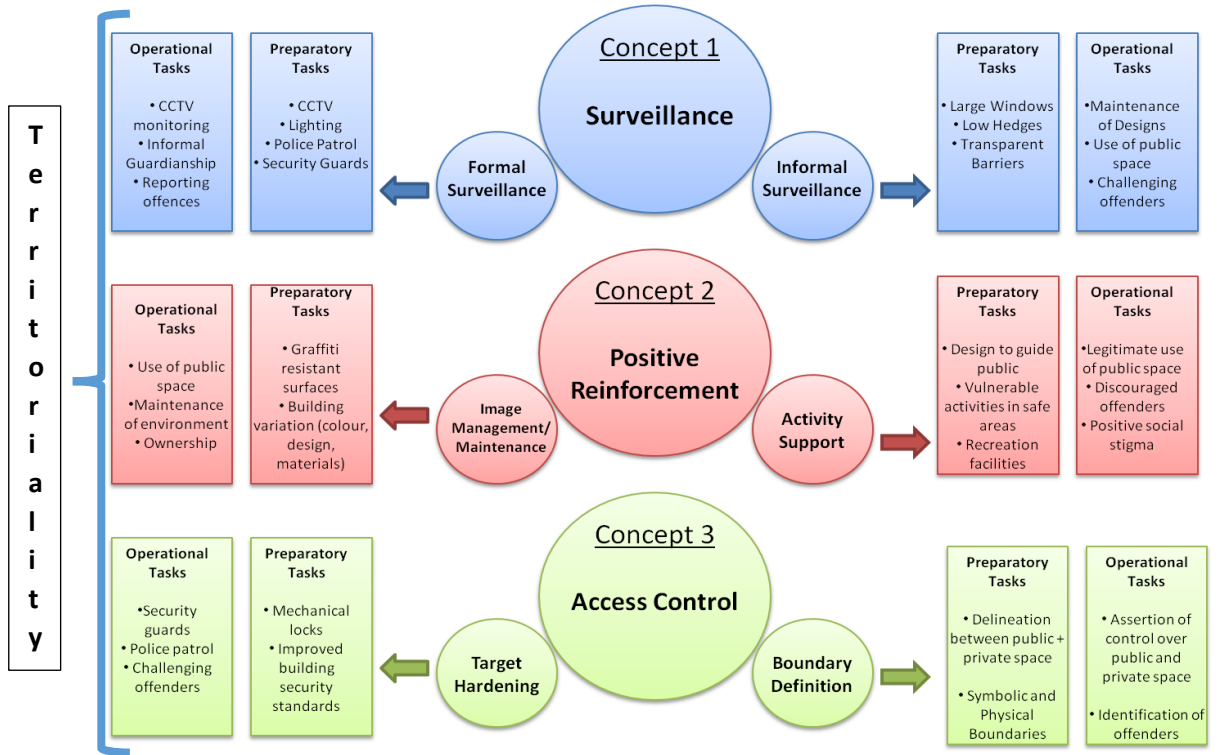 Territoriality
Concept 1
Surveillance
Formal
Surveillance
Informal
Surveillance
Operational
Tasks
• CCTV
monitoring
• Informal
Guardianship
• Reporting
offences
Preparatory
Tasks
• CCTV
• Lighting
• Police Patrol
• Security Guards
Preparatory
Tasks
• Large Windows
• Low Hedges
• Transparent
Barriers
Operational
Tasks
•Maintenance
of Designs
• Use of public
space
• Challenging
offenders
Concept 2
Positive
Reinforcement
Image
Management/
Maintenance
Activity
Support
Operational
Tasks
• Use of public
space
•Maintenance
of environment
• Ownership
Preparatory
Tasks
• Graffiti
resistant
surfaces
• Building
variation (colour,
design,
materials)
Preparatory
Tasks
• Design to guide
public
• Vulnerable
activities in safe
areas
• Recreation
facilities
Operational
Tasks
•Legitimate use
of public space
• Discouraged
offenders
• Positive social
stigma
Concept 3
Access Control
Target
Hardening
Boundary
Definition
Operational
Tasks
•Security
guards
• Police patrol
• Challenging
offenders
Preparatory
Tasks
• Mechanical
locks
• Improved
building
security
standards
Preparatory
Tasks
• Delineation
between public +
private space
• Symbolic and
Physical
Boundaries
Operational
Tasks
• Assertion of
control over
public and
private space
• Identification of
offenders